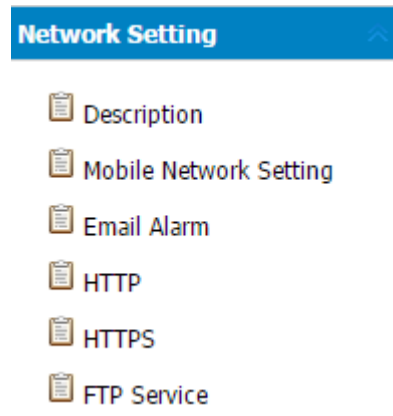 Network Setting
Description
Mobile Network Setting
Email Alarm
HTTP
HTTPS
FTP Service